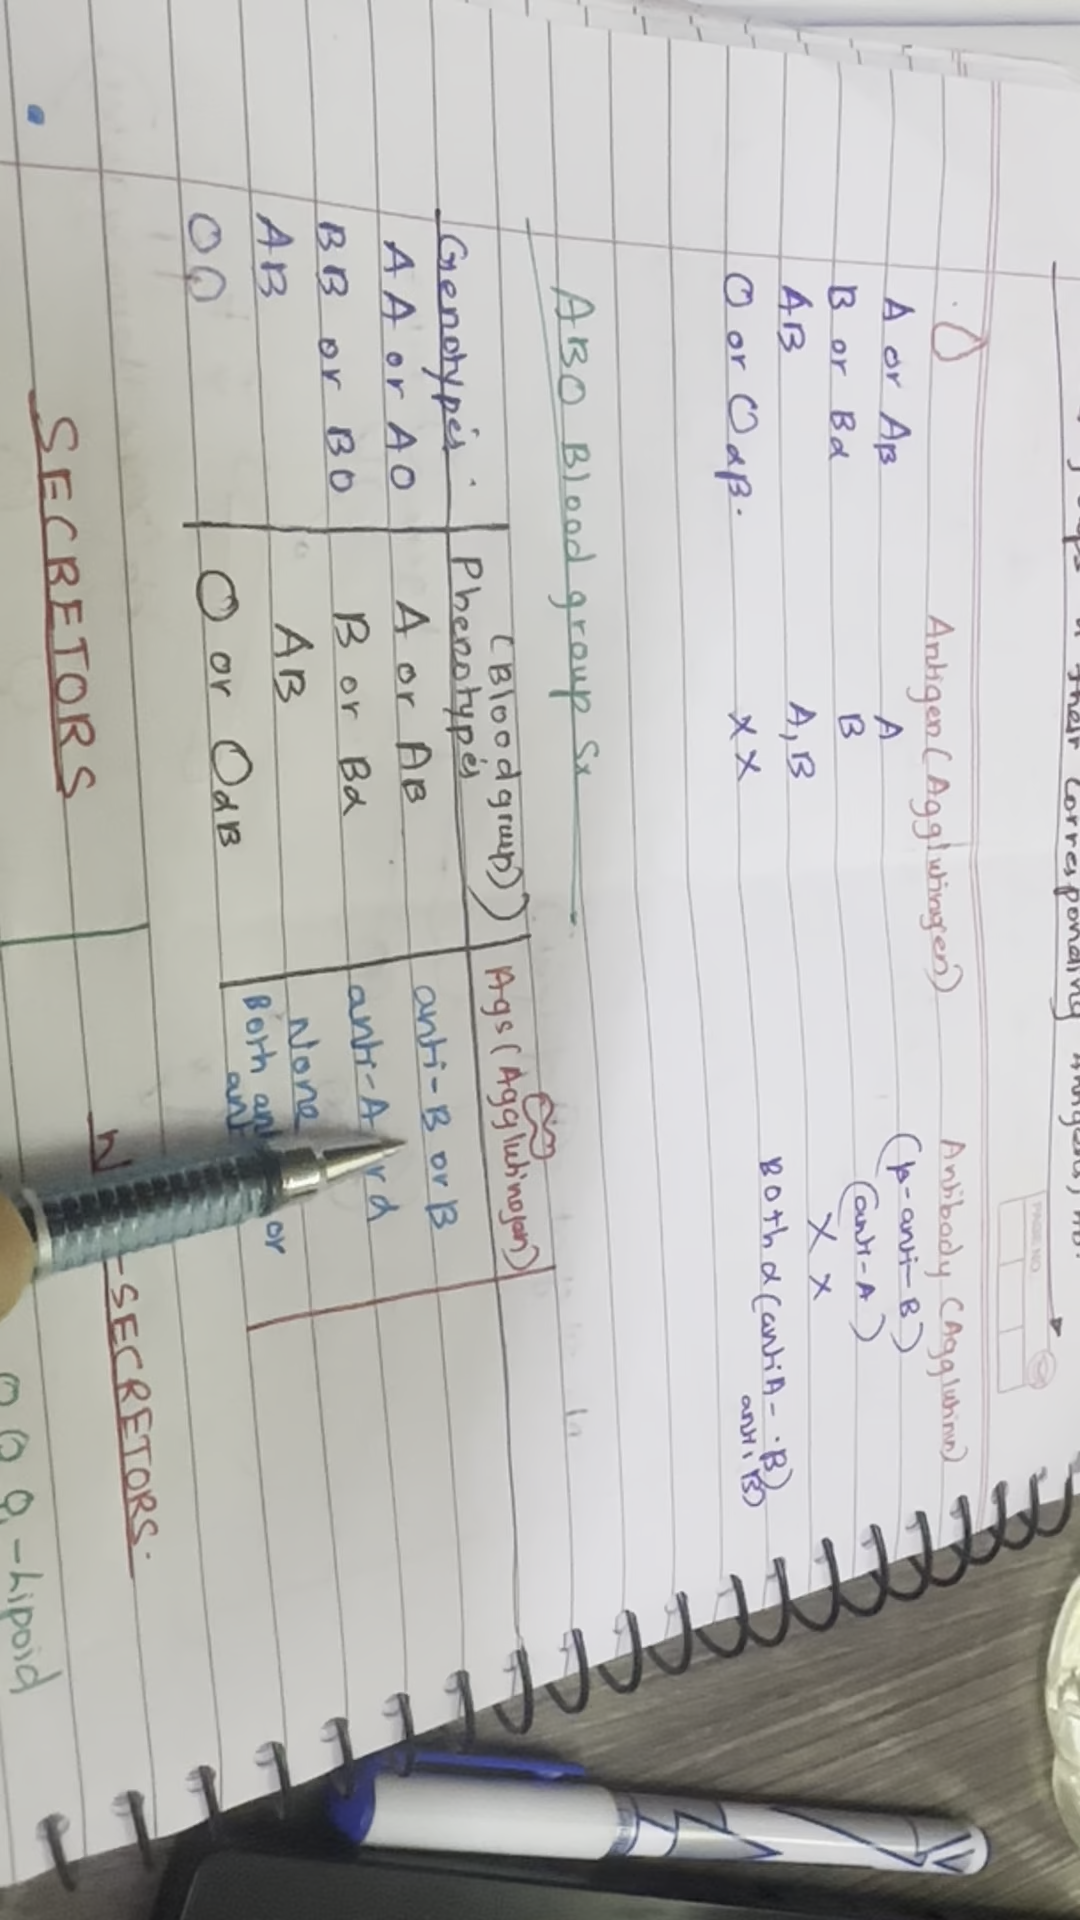 their corresponding
PAGE NO.
Antigen (Agglutinogen) Antibody (Agglutinin)
A or Aβ A (β-anti-B)
B or Bα B (anti-A)
AB A,B X X
O or Oαβ. X X Both α (anti A - . B)
anti B)
ABO Blood group Sx
(Blood group)
Genotypes. Phenotypes Ags (Agglutinogen)
AA or AO A or Aβ anti-B or β
BB or BO B or Bα anti-A or α
AB AB None
OO O or Oαβ Both or
SECRETORS -SECRETORS.
-Lipoid